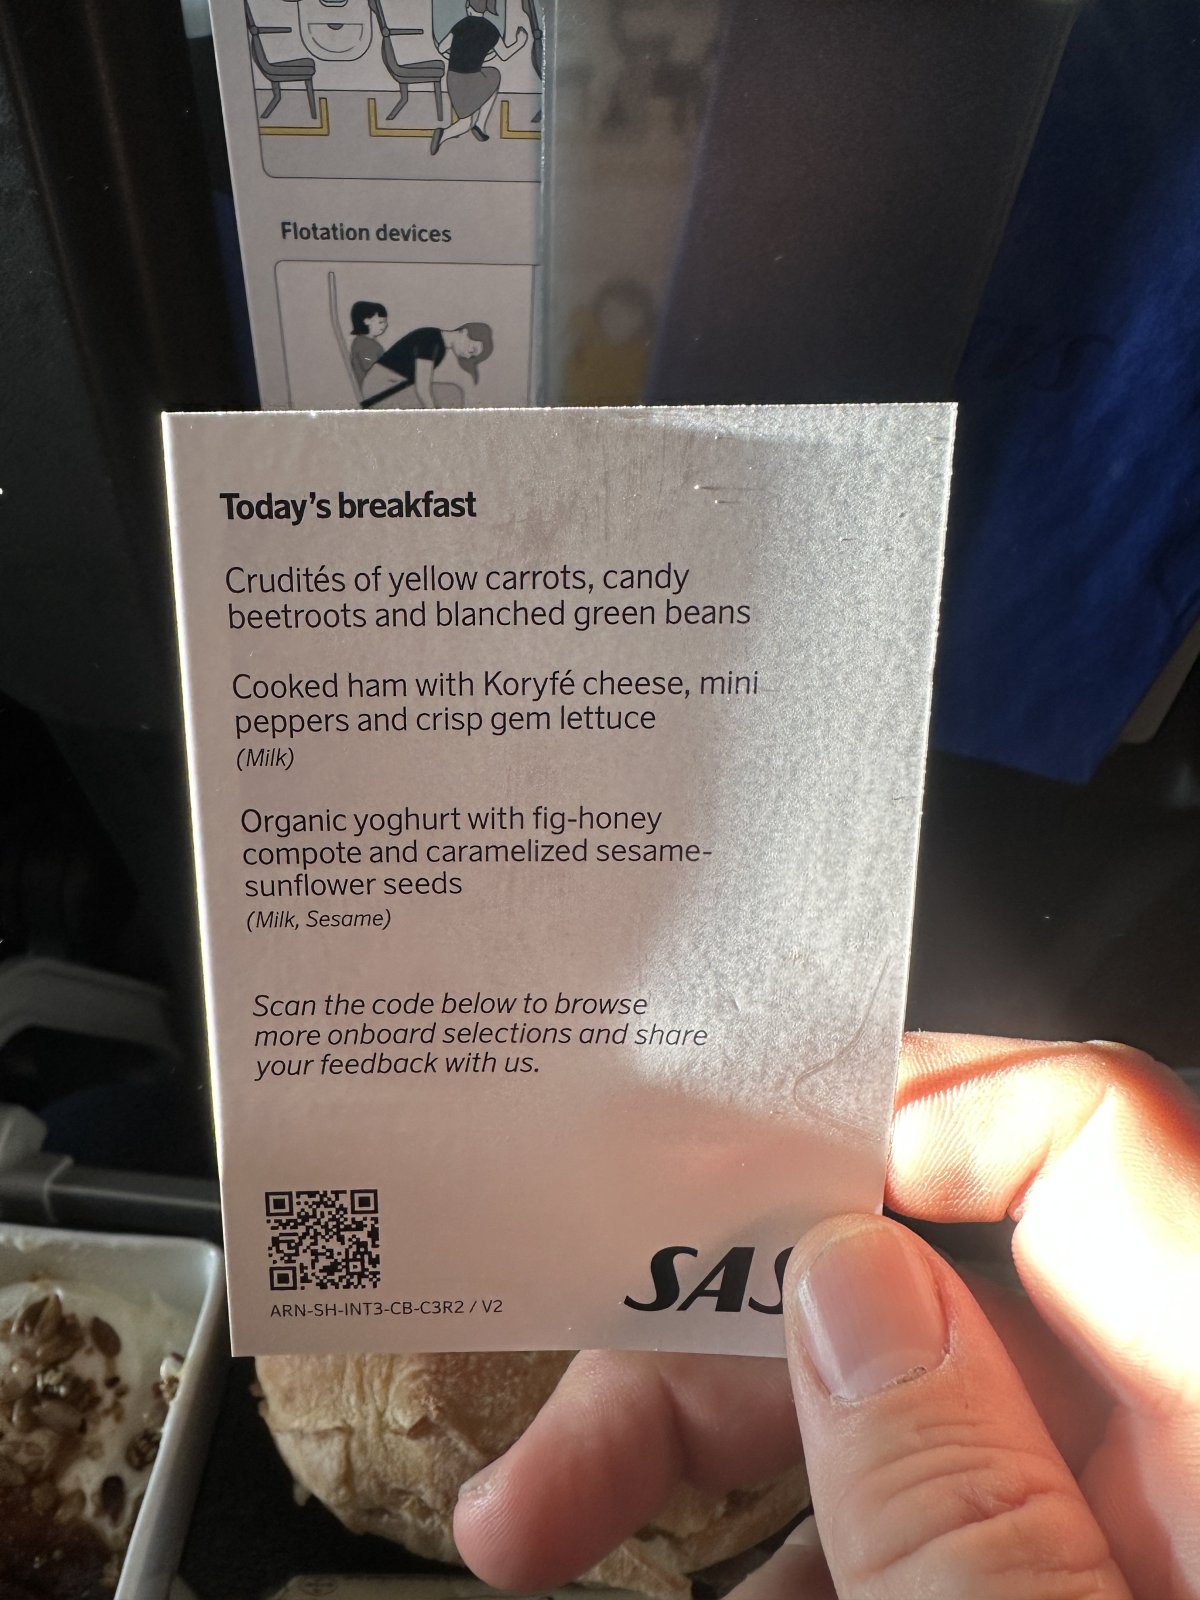 Flotation devices
Today's breakfast
Crudités of yellow carrots, candy
beetroots and blanched green beans
Cooked ham with Koryfé cheese, mini
peppers and crisp gem lettuce
(Milk)
Organic yoghurt with fig-honey
compote and caramelized sesame-
sunflower seeds
(Milk, Sesame)
Scan the code below to browse
more onboard selections and share
your feedback with us.
ARN-SH-INT3-CB-C3R2 / V2
SAS